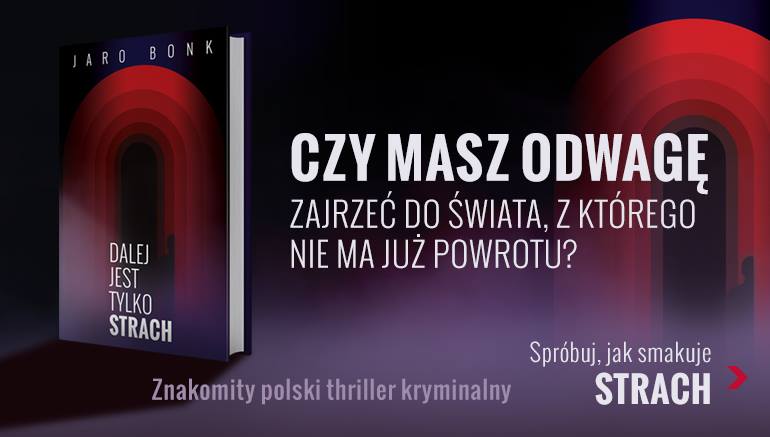 JARO BONK
DALEJ
JEST
TYLKO
STRACH
CZY MASZ ODWAGĘ
ZAJRZEĆ DO ŚWIATA, Z KTÓREGO
NIE MA JUŻ POWROTU?
Spróbuj, jak smakuje
STRACH
Znakomity polski thriller kryminalny